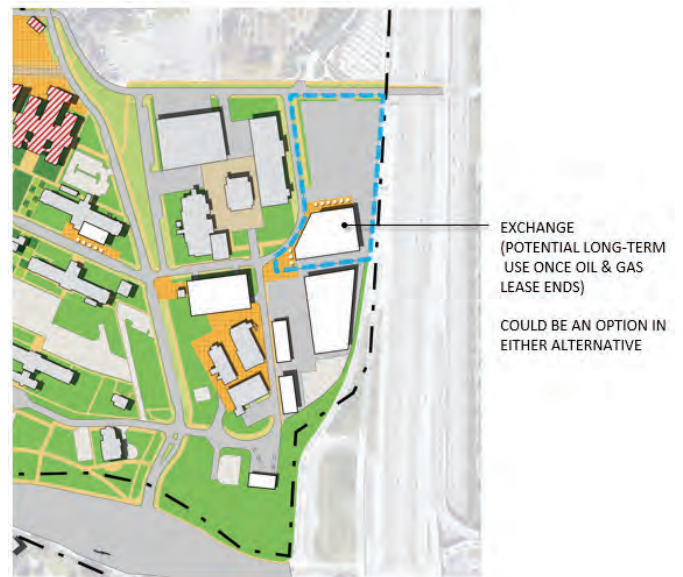 EXCHANGE
(POTENTIAL LONG-TERM
USE ONCE OIL & GAS
LEASE ENDS)
COULD BE AN OPTION IN
EITHER ALTERNATIVE